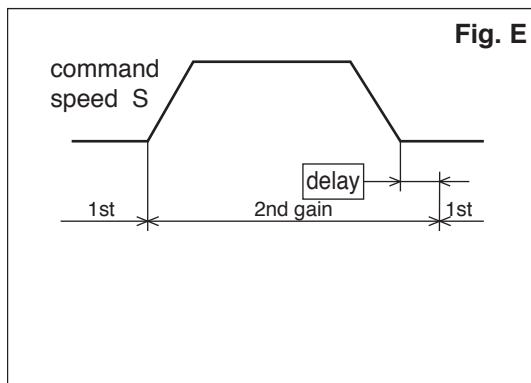 Fig. E
command
speed S
delay
1st
2nd gain
1st